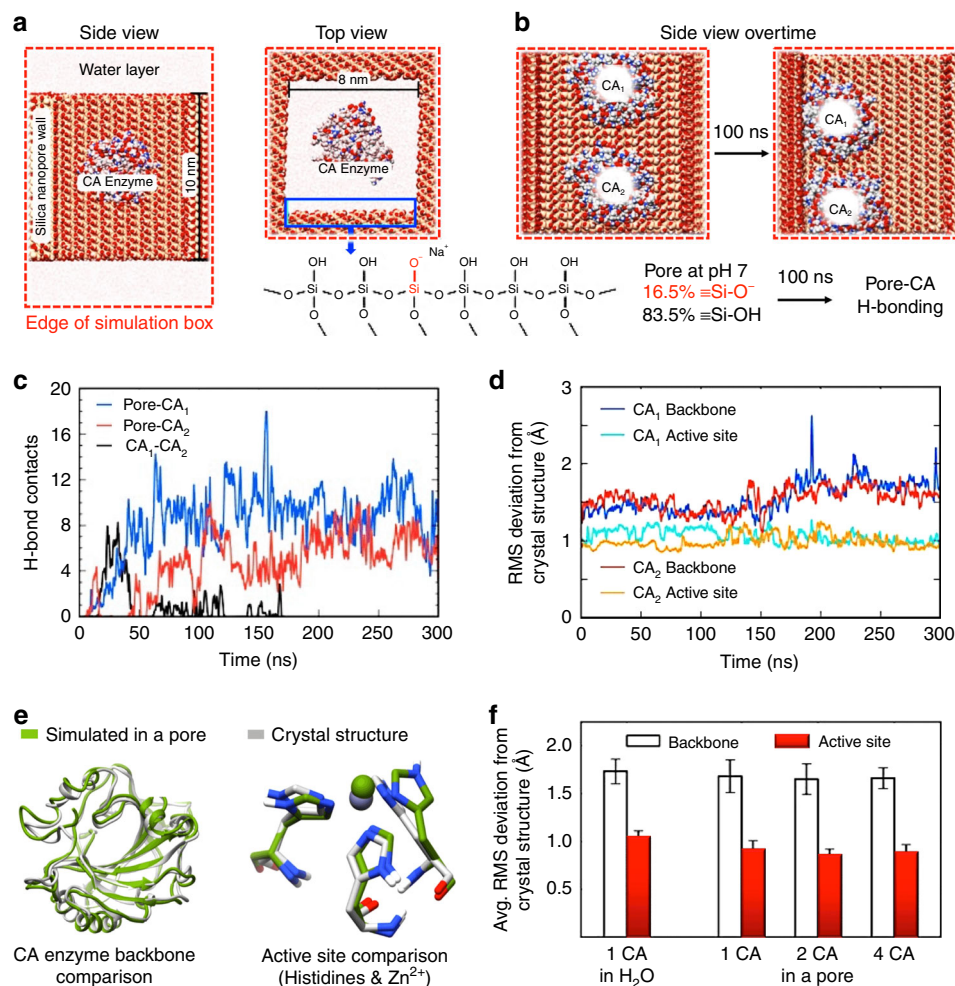 a
Side view
Top view
Water layer
Silica nanopore wall
CA Enzyme
10 nm
Edge of simulation box
8 nm
CA Enzyme
OH OH O⁻ Na⁺ OH OH OH
Si Si Si Si Si Si
O O O O O O O
b
Side view overtime
CA₁
CA₂
100 ns
CA₁
CA₂
Pore at pH 7
16.5% ≡Si-O⁻
83.5% ≡Si-OH
100 ns
Pore-CA
H-bonding
c
H-bond contacts
20
16
12
8
4
0
Pore-CA₁
Pore-CA₂
CA₁-CA₂
0 50 100 150 200 250 300
Time (ns)
d
RMS deviation from
crystal structure (Å)
3
2
1
0
CA₁ Backbone
CA₁ Active site
CA₂ Backbone
CA₂ Active site
0 50 100 150 200 250 300
Time (ns)
e
Simulated in a pore
Crystal structure
CA enzyme backbone
comparison
Active site comparison
(Histidines & Zn²⁺)
f
Avg. RMS deviation from
crystal structure (Å)
2.0
1.5
1.0
0.5
Backbone
Active site
1 CA 1 CA 2 CA 4 CA
in H₂O in a pore